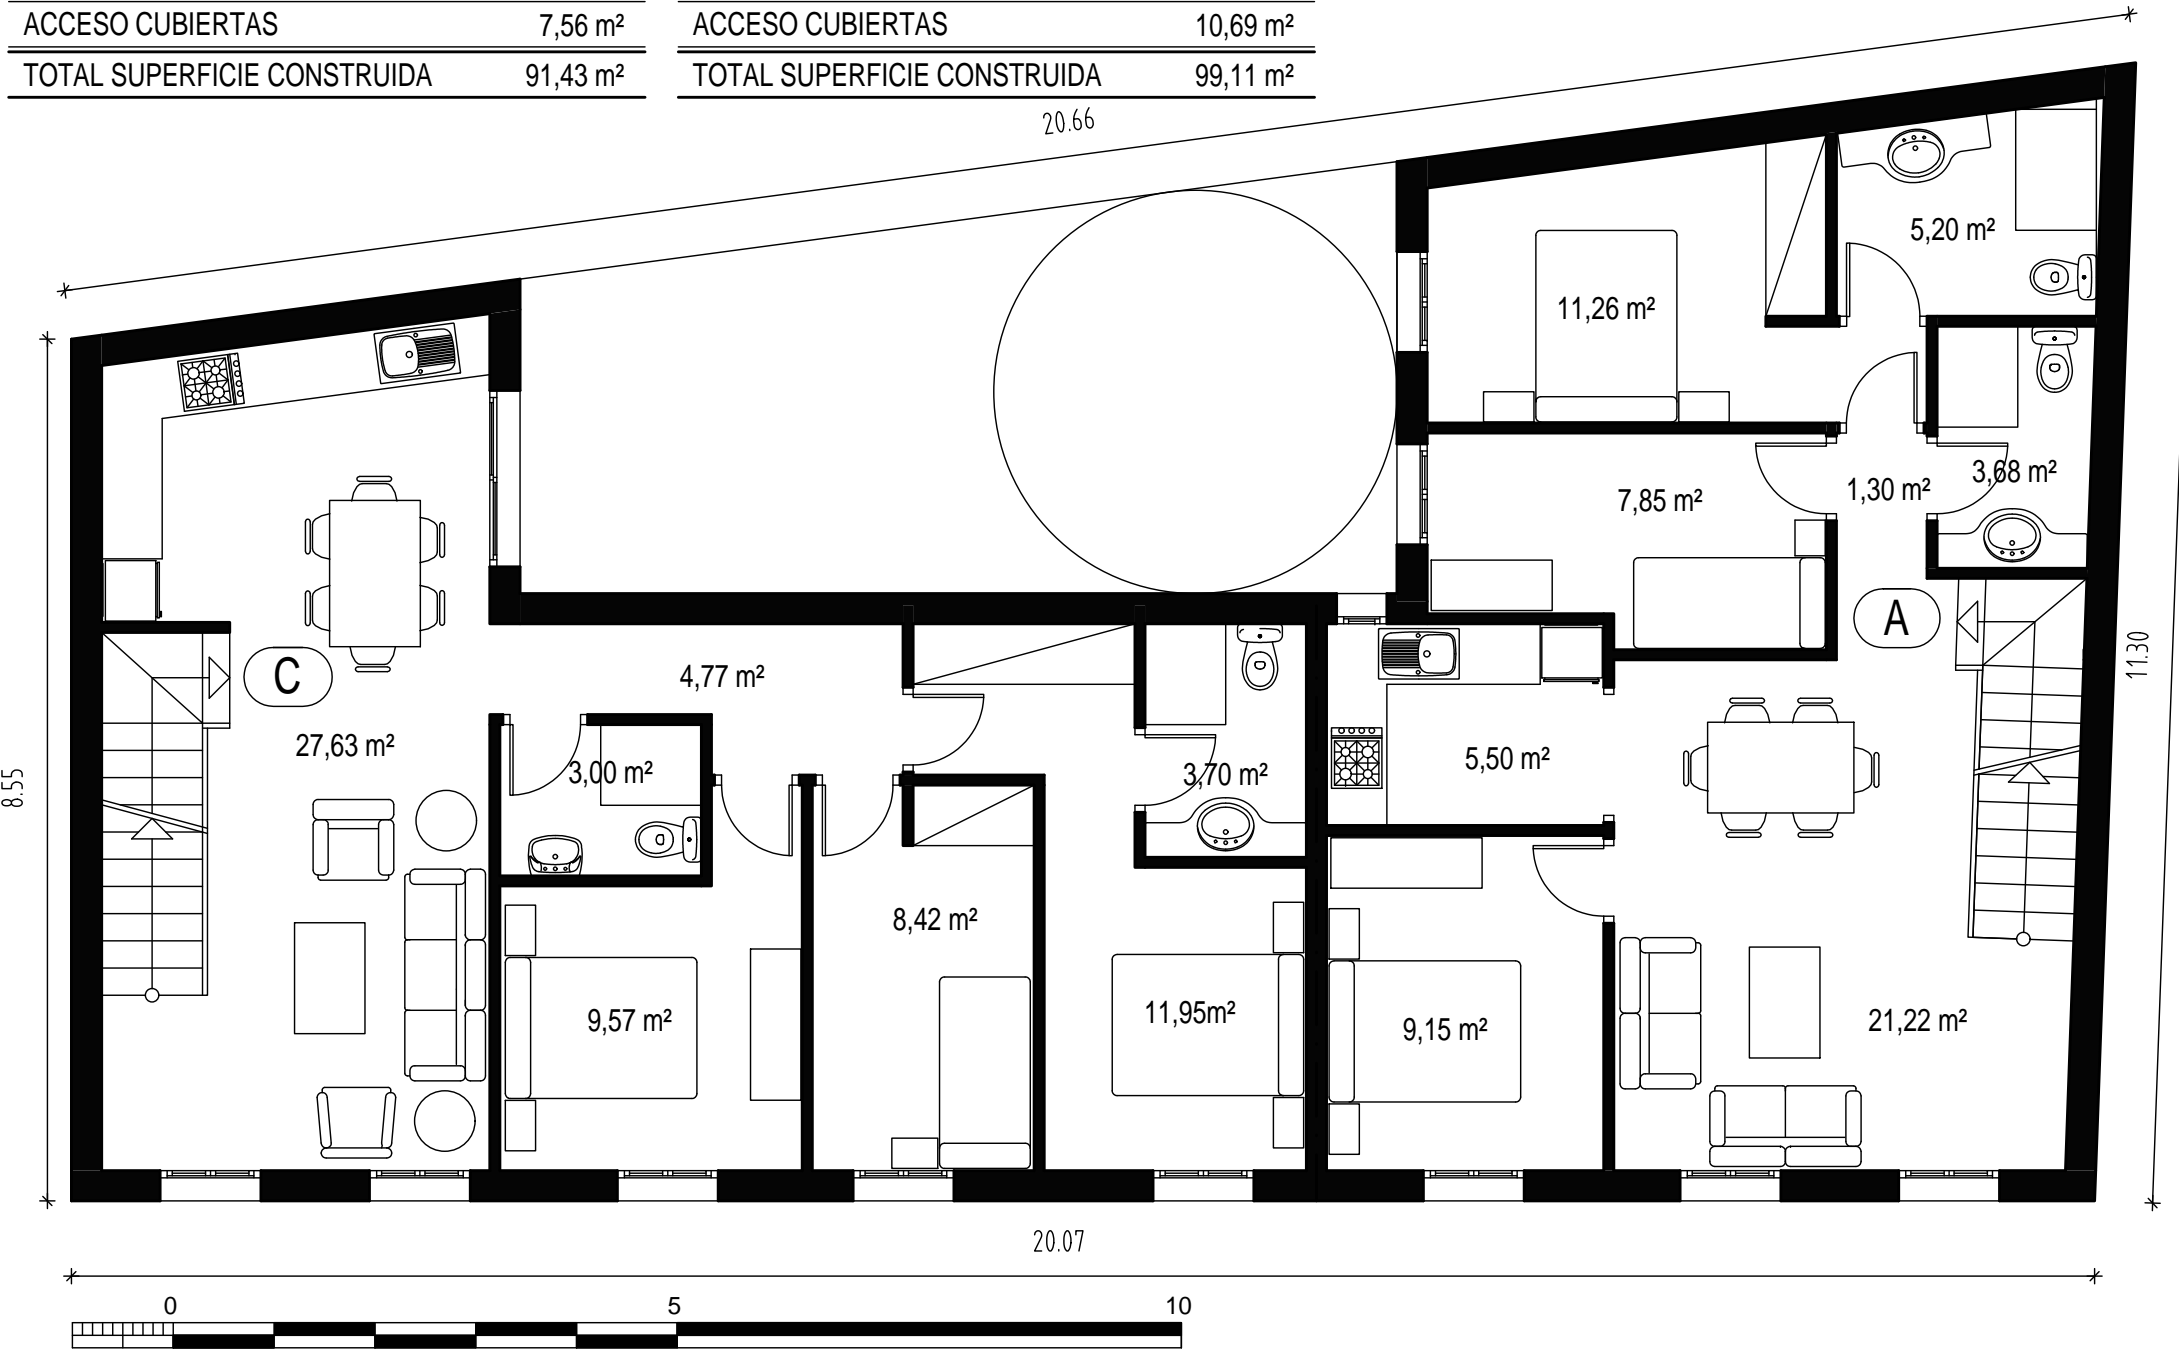 ACCESO CUBIERTAS 7,56 m²
TOTAL SUPERFICIE CONSTRUIDA 91,43 m²
ACCESO CUBIERTAS 10,69 m²
TOTAL SUPERFICIE CONSTRUIDA 99,11 m²
20.66
5,20 m²
11,26 m²
3,68 m²
1,30 m²
7,85 m²
A
11.30
C
4,77 m²
27,63 m²
3,00 m²
3,70 m²
5,50 m²
8.55
8,42 m²
9,57 m²
11,95m²
9,15 m²
21,22 m²
20.07
0 5 10